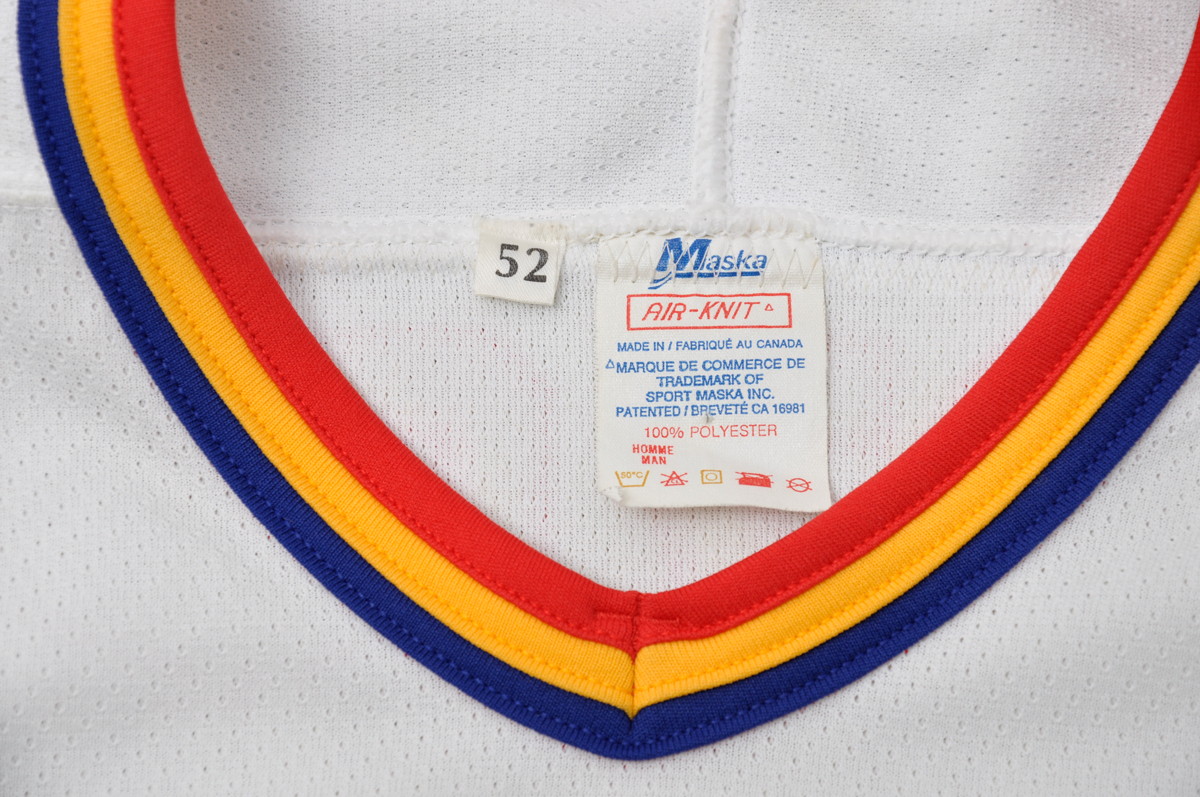 52
Maska
AIR-KNIT △
MADE IN / FABRIQUÉ AU CANADA
△MARQUE DE COMMERCE DE
TRADEMARK OF
SPORT MASKA INC.
PATENTED / BREVETÉ CA 16981
100% POLYESTER
HOMME
MAN
50°C